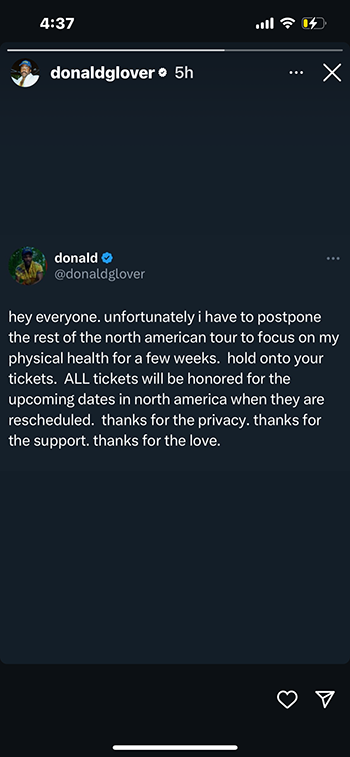 4:37
donaldglover 5h
donald
@donaldglover
hey everyone. unfortunately i have to postpone
the rest of the north american tour to focus on my
physical health for a few weeks.  hold onto your
tickets.  ALL tickets will be honored for the
upcoming dates in north america when they are
rescheduled.  thanks for the privacy. thanks for
the support. thanks for the love.